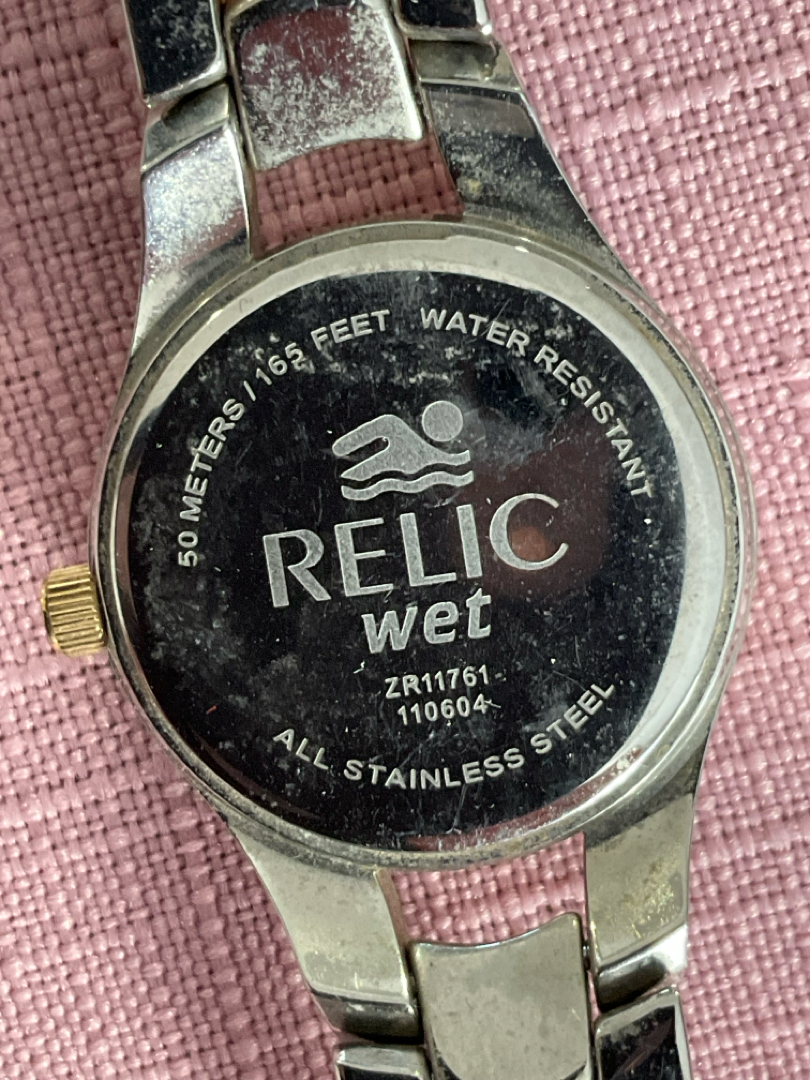 50 METERS / 165 FEET WATER RESISTANT
RELIC
wet
ZR11761
110604
ALL STAINLESS STEEL